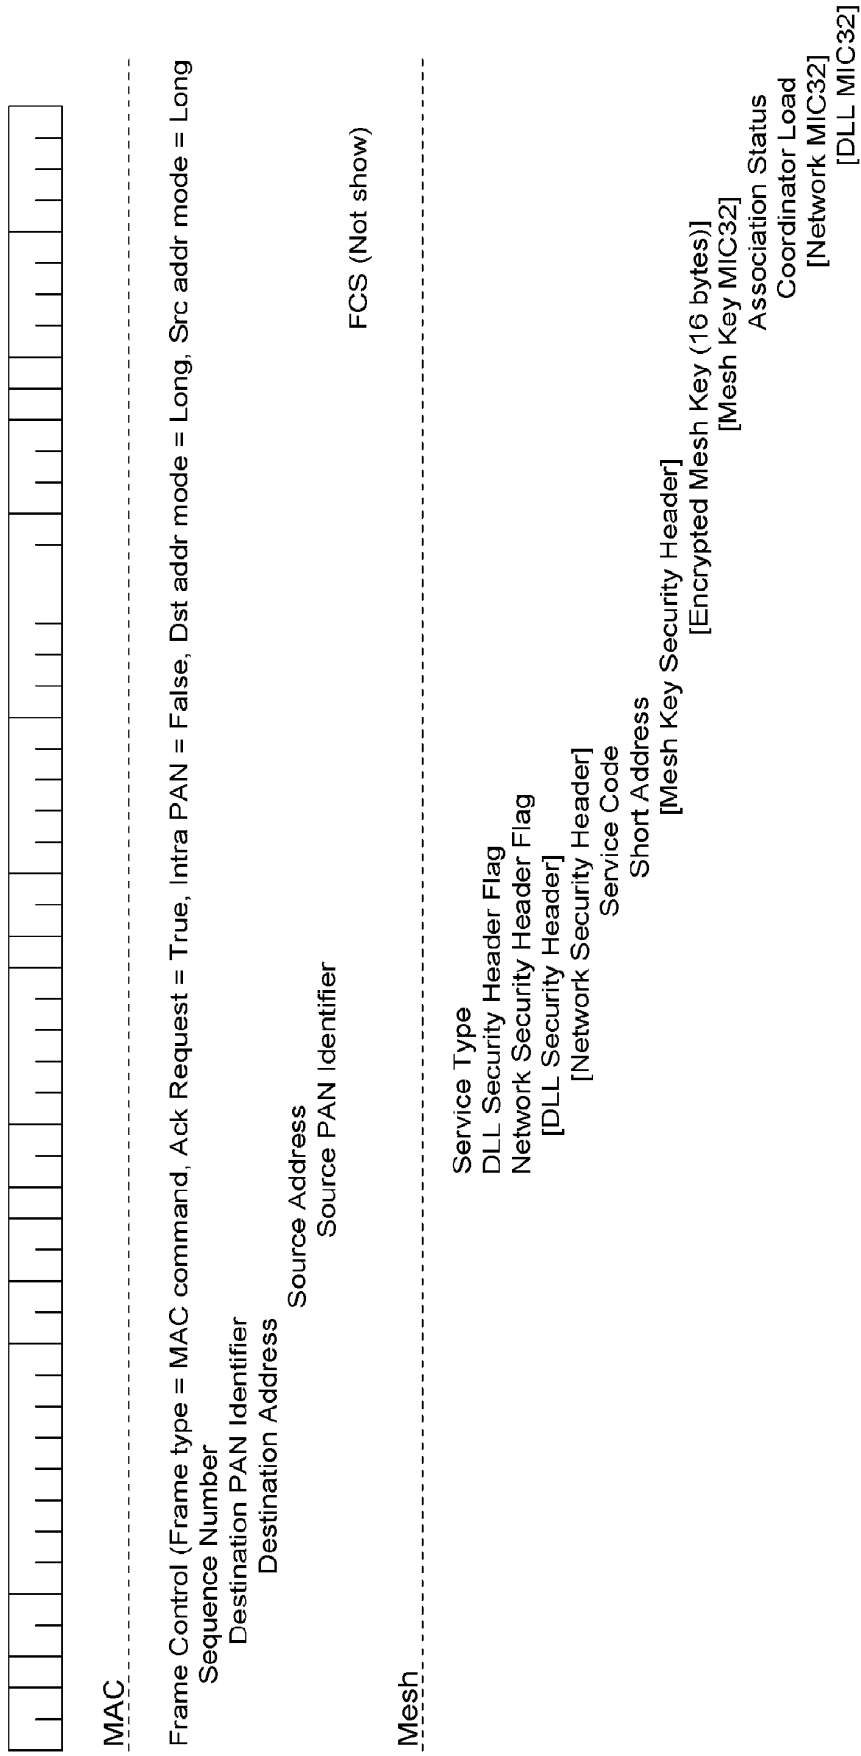 MAC
Frame Control (Frame type = MAC command, Ack Request = True, Intra PAN = False, Dst addr mode = Long, Src addr mode = Long
Sequence Number
Destination PAN Identifier
Destination Address
Source Address
Source PAN Identifier
FCS (Not show)
Mesh
Service Type
DLL Security Header Flag
Network Security Header Flag
[DLL Security Header]
[Network Security Header]
Service Code
Short Address
[Mesh Key Security Header]
[Encrypted Mesh Key (16 bytes)]
[Mesh Key MIC32]
Association Status
Coordinator Load
[Network MIC32]
[DLL MIC32]